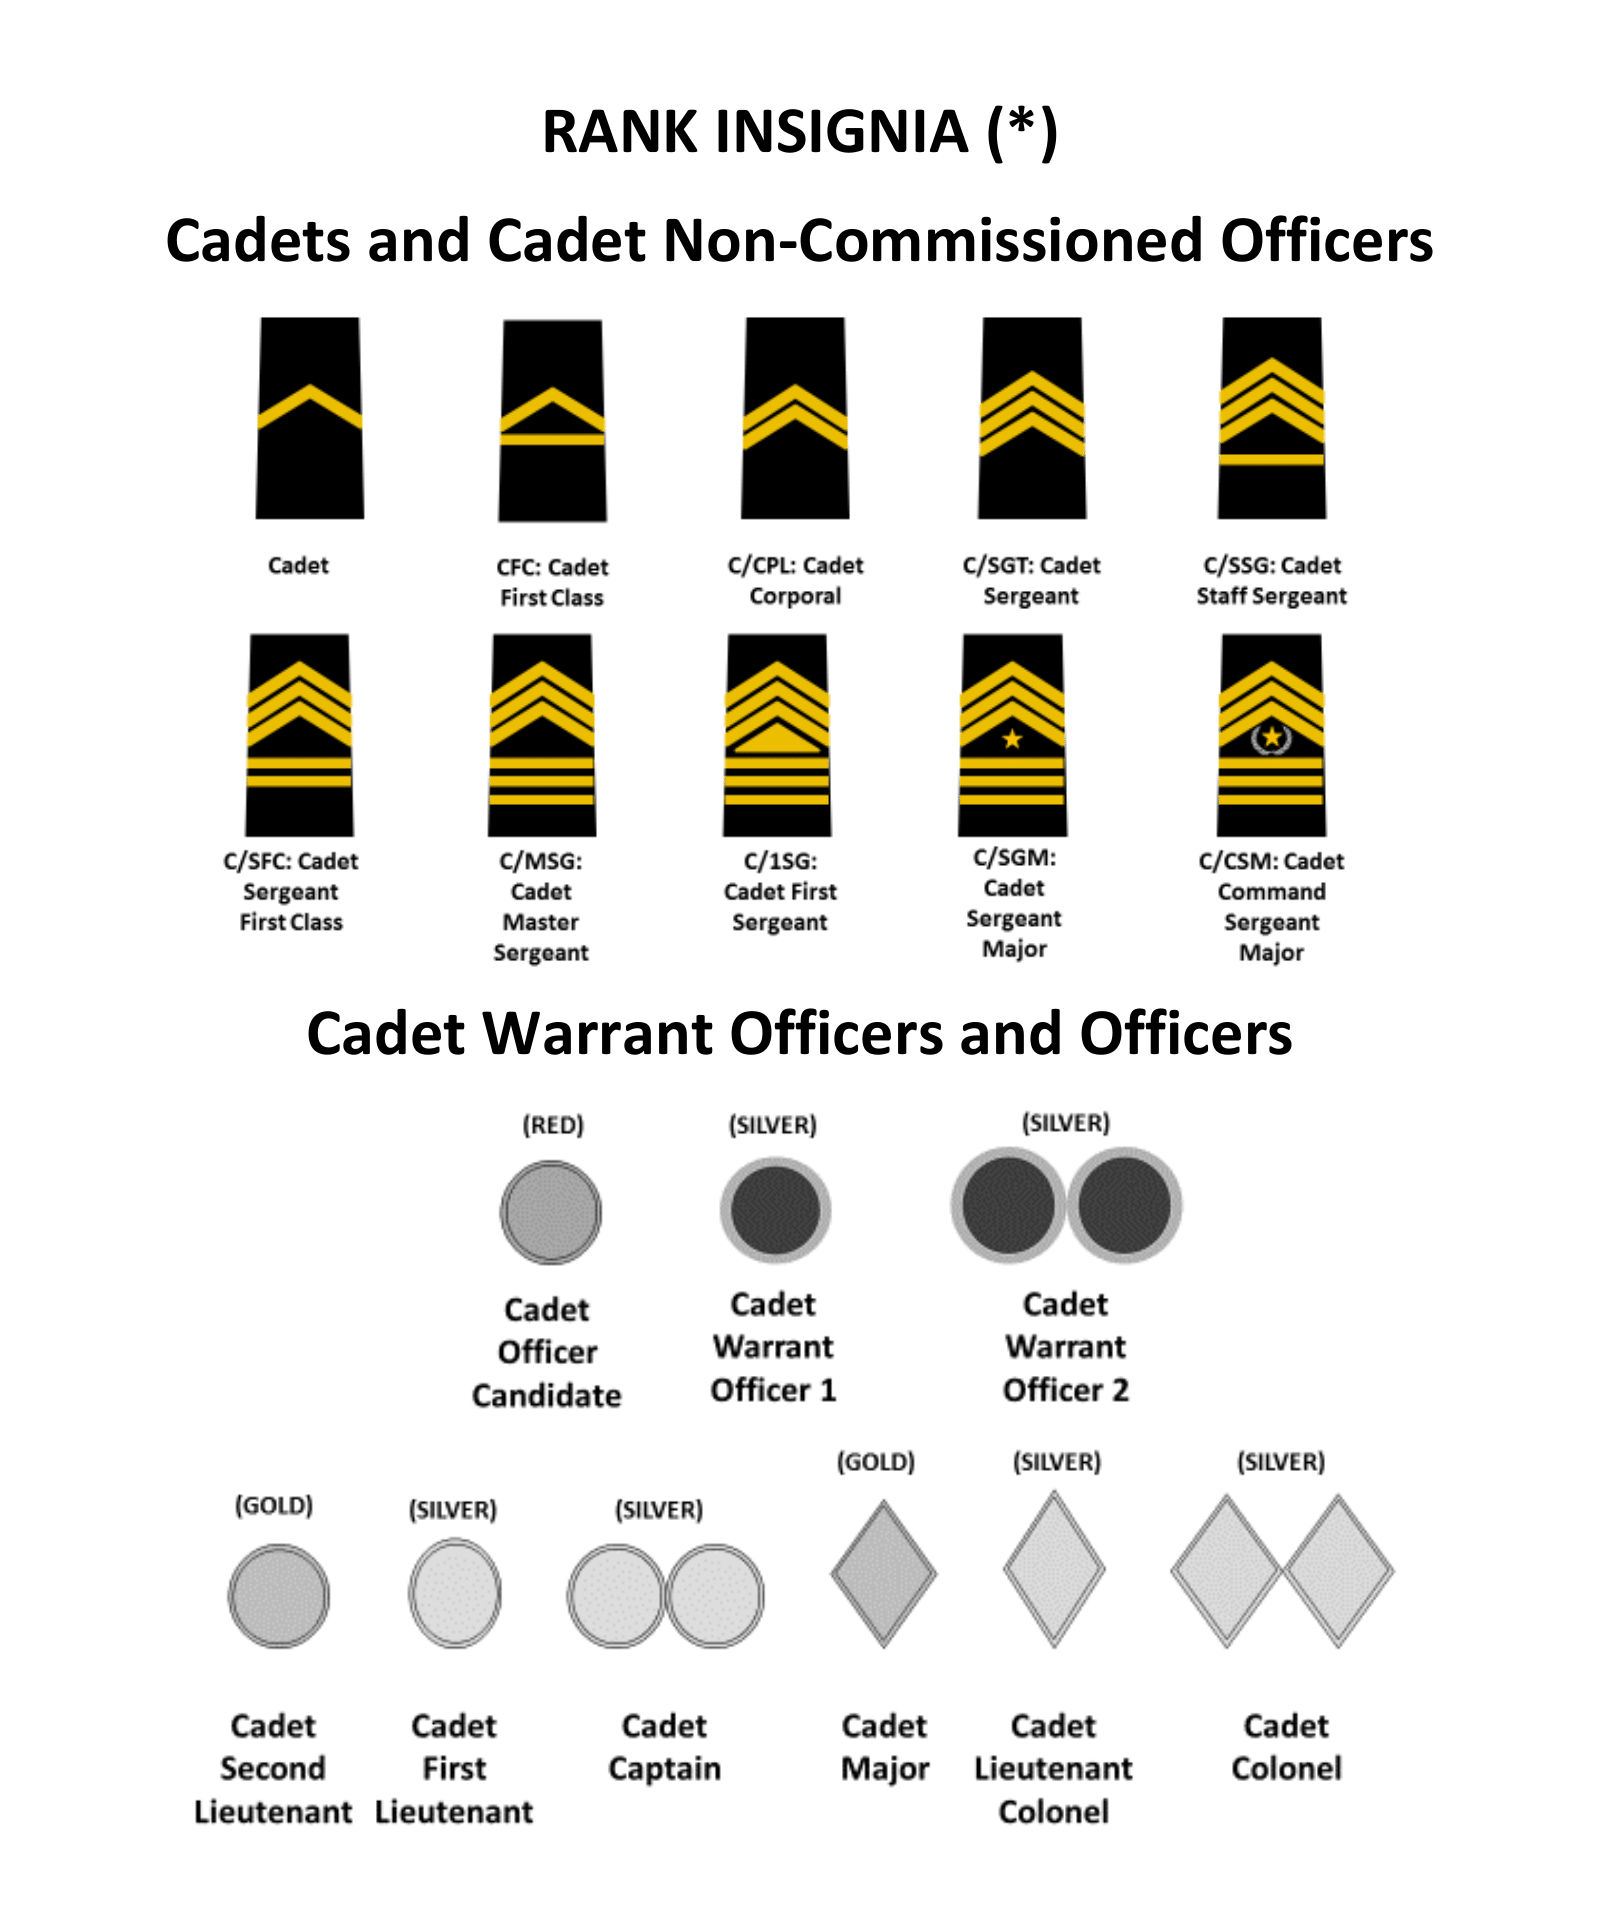 RANK INSIGNIA (*)
Cadets and Cadet Non-Commissioned Officers
Cadet
CFC: Cadet
First Class
C/CPL: Cadet
Corporal
C/SGT: Cadet
Sergeant
C/SSG: Cadet
Staff Sergeant
C/SFC: Cadet
Sergeant
First Class
C/MSG:
Cadet
Master
Sergeant
C/1SG:
Cadet First
Sergeant
C/SGM:
Cadet
Sergeant
Major
C/CSM: Cadet
Command
Sergeant
Major
Cadet Warrant Officers and Officers
(RED)
Cadet
Officer
Candidate
(SILVER)
Cadet
Warrant
Officer 1
(SILVER)
Cadet
Warrant
Officer 2
(GOLD)
Cadet
Second
Lieutenant
(SILVER)
Cadet
First
Lieutenant
(SILVER)
Cadet
Captain
(GOLD)
Cadet
Major
(SILVER)
Cadet
Lieutenant
Colonel
(SILVER)
Cadet
Colonel